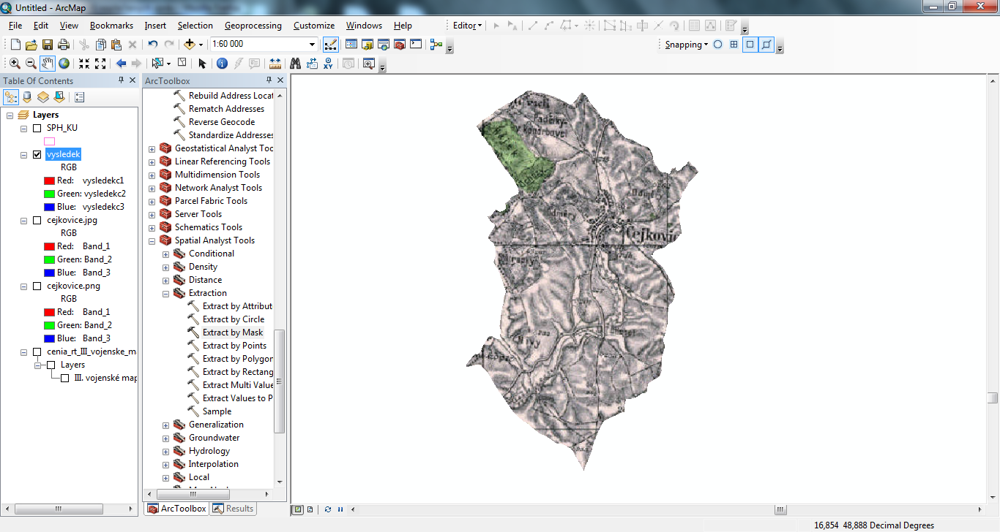 Untitled - ArcMap
File Edit View Bookmarks Insert Selection Geoprocessing Customize Windows Help
Editor
1:60 000
Snapping
Table Of Contents
Layers
SPH_KU
vysledek
RGB
Red: vysledekc1
Green: vysledekc2
Blue: vysledekc3
cejkovice.jpg
RGB
Red: Band_1
Green: Band_2
Blue: Band_3
cejkovice.png
RGB
Red: Band_1
Green: Band_2
Blue: Band_3
cenia_rt_III_vojenske_m
Layers
III. vojenské map
ArcToolbox
Rebuild Address Locat
Rematch Addresses
Reverse Geocode
Standardize Addresses
Geostatistical Analyst Too
Linear Referencing Tools
Multidimension Tools
Network Analyst Tools
Parcel Fabric Tools
Server Tools
Schematics Tools
Spatial Analyst Tools
Conditional
Density
Distance
Extraction
Extract by Attribut
Extract by Circle
Extract by Mask
Extract by Points
Extract by Polygon
Extract by Rectang
Extract Multi Value
Extract Values to P
Sample
Generalization
Groundwater
Hydrology
Interpolation
Local
ArcToolbox Results
Čejkovic
16,854 48,888 Decimal Degrees